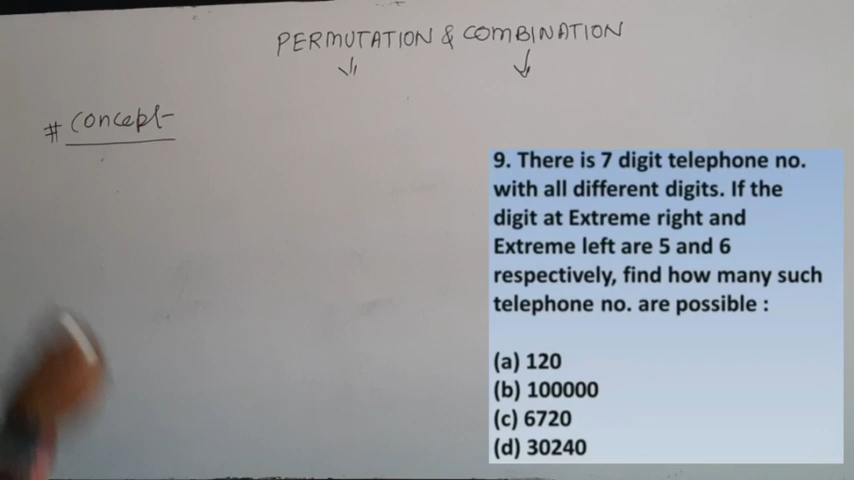 PERMUTATION & COMBINATION
# Concept-
9. There is 7 digit telephone no.
with all different digits. If the
digit at Extreme right and
Extreme left are 5 and 6
respectively, find how many such
telephone no. are possible :
(a) 120
(b) 100000
(c) 6720
(d) 30240